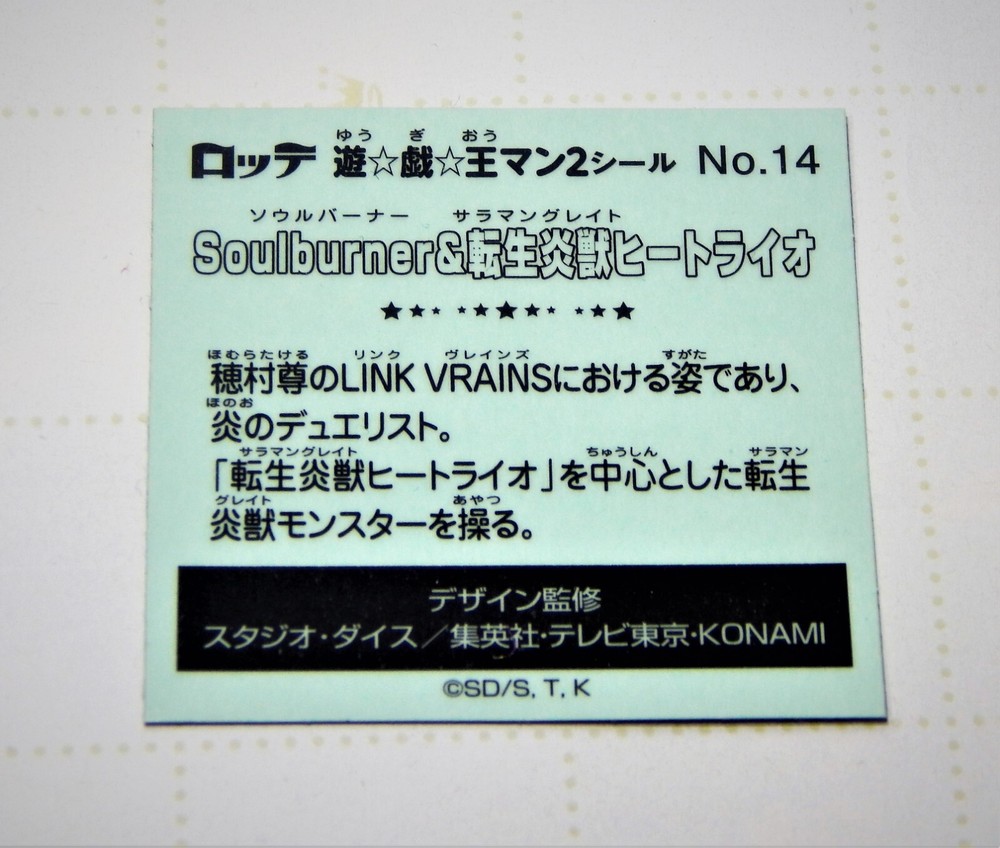 ゆう ぎ おう
ロッテ 遊☆戯☆王マン2シール No.14
ソウルバーナー サラマングレイト
Soulburner&転生炎獣ヒートライオ
★★★ ★★★★★ ★★★
ほむらたける リンク ヴレインズ すがた
穂村尊のLINK VRAINSにおける姿であり、
ほのお
炎のデュエリスト。
サラマングレイト ちゅうしん サラマン
「転生炎獣ヒートライオ」を中心とした転生
グレイト あやつ
炎獣モンスターを操る。
デザイン監修
スタジオ・ダイス/集英社・テレビ東京・KONAMI
©SD/S, T, K